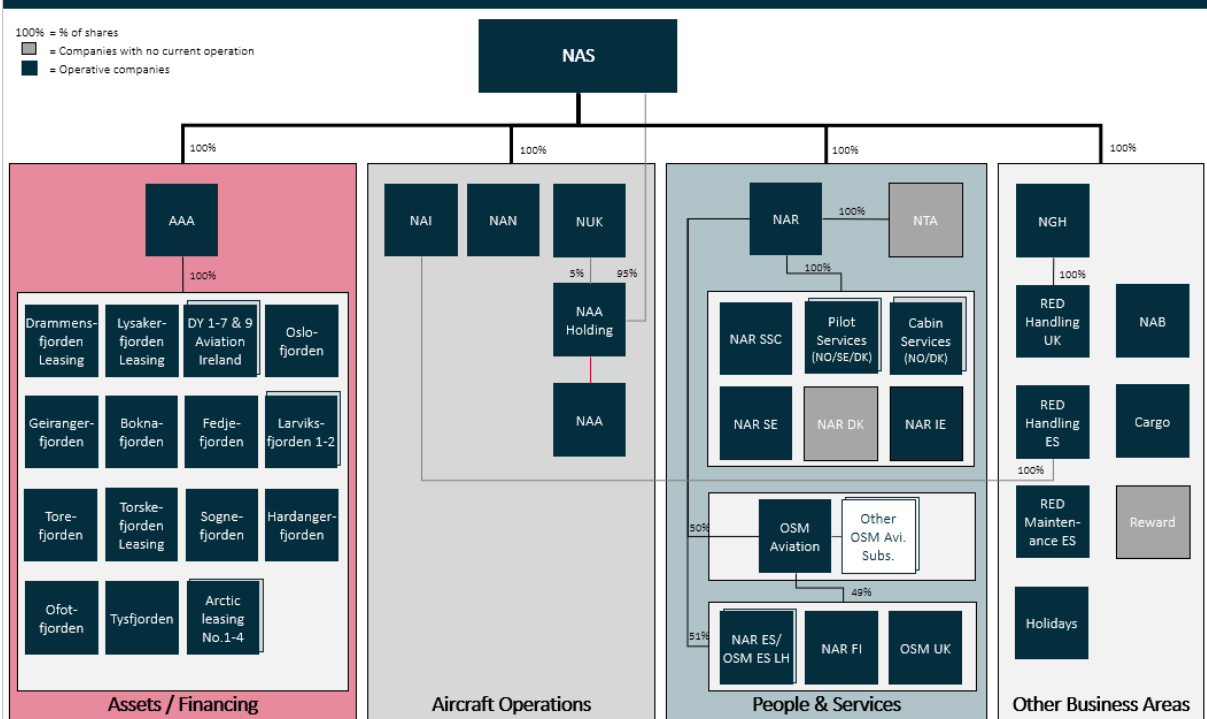 100% = % of shares
= Companies with no current operation
= Operative companies
NAS
100%
100%
100%
100%
AAA
100%
Drammens-
fjorden
Leasing
Lysaker-
fjorden
Leasing
DY 1-7 & 9
Aviation
Ireland
Oslo-
fjorden
Geiranger-
fjorden
Bokna-
fjorden
Fedje-
fjorden
Larviks-
fjorden 1-2
Tore-
fjorden
Torske-
fjorden
Leasing
Sogne-
fjorden
Hardanger-
fjorden
Ofot-
fjorden
Tysfjorden
Arctic
leasing
No.1-4
Assets / Financing
NAI
NAN
NUK
5%
95%
NAA
Holding
NAA
Aircraft Operations
NAR
100%
NTA
100%
NAR SSC
Pilot
Services
(NO/SE/DK)
Cabin
Services
(NO/DK)
NAR SE
NAR DK
NAR IE
50%
OSM
Aviation
Other
OSM Avi.
Subs.
49%
51%
NAR ES/
OSM ES LH
NAR FI
OSM UK
People & Services
NGH
100%
RED
Handling
UK
NAB
RED
Handling
ES
Cargo
100%
RED
Mainten-
ance ES
Reward
Holidays
Other Business Areas